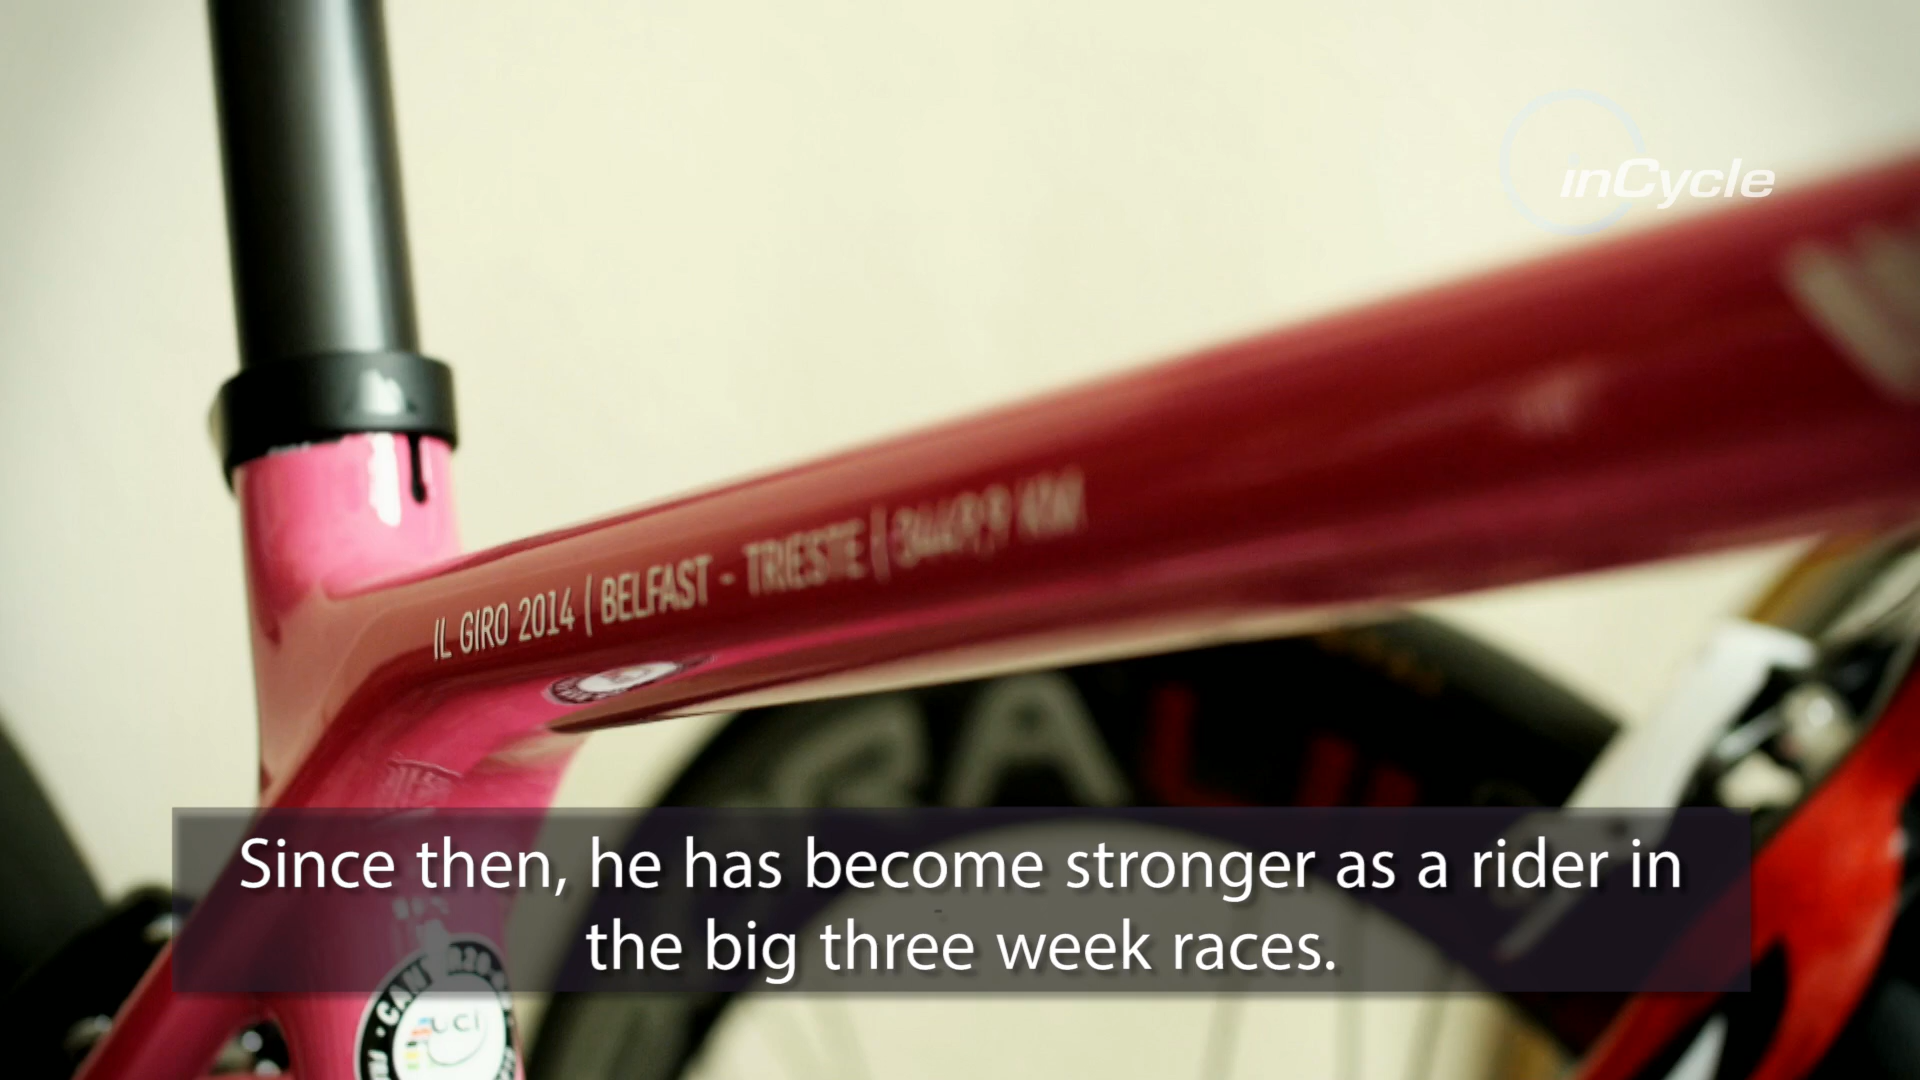 inCycle
IL GIRO 2014 | BELFAST - TRIESTE |
Since then, he has become stronger as a rider in
the big three week races.
UCI